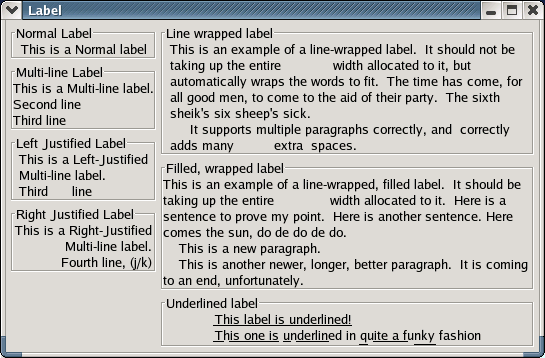 Label
Normal Label
This is a Normal label
Multi-line Label
This is a Multi-line label.
Second line
Third line
Left Justified Label
This is a Left-Justified
Multi-line label.
Third      line
Right Justified Label
This is a Right-Justified
Multi-line label.
Fourth line, (j/k)
Line wrapped label
This is an example of a line-wrapped label.  It should not be
taking up the entire             width allocated to it, but
automatically wraps the words to fit.  The time has come, for
all good men, to come to the aid of their party.  The sixth
sheik's six sheep's sick.
     It supports multiple paragraphs correctly, and  correctly
adds many          extra  spaces.
Filled, wrapped label
This is an example of a line-wrapped, filled label.  It should be
taking up the entire              width allocated to it.  Here is a
sentence to prove my point.  Here is another sentence. Here
comes the sun, do de do de do.
    This is a new paragraph.
    This is another newer, longer, better paragraph.  It is coming
to an end, unfortunately.
Underlined label
This label is underlined!
This one is underlined in quite a funky fashion